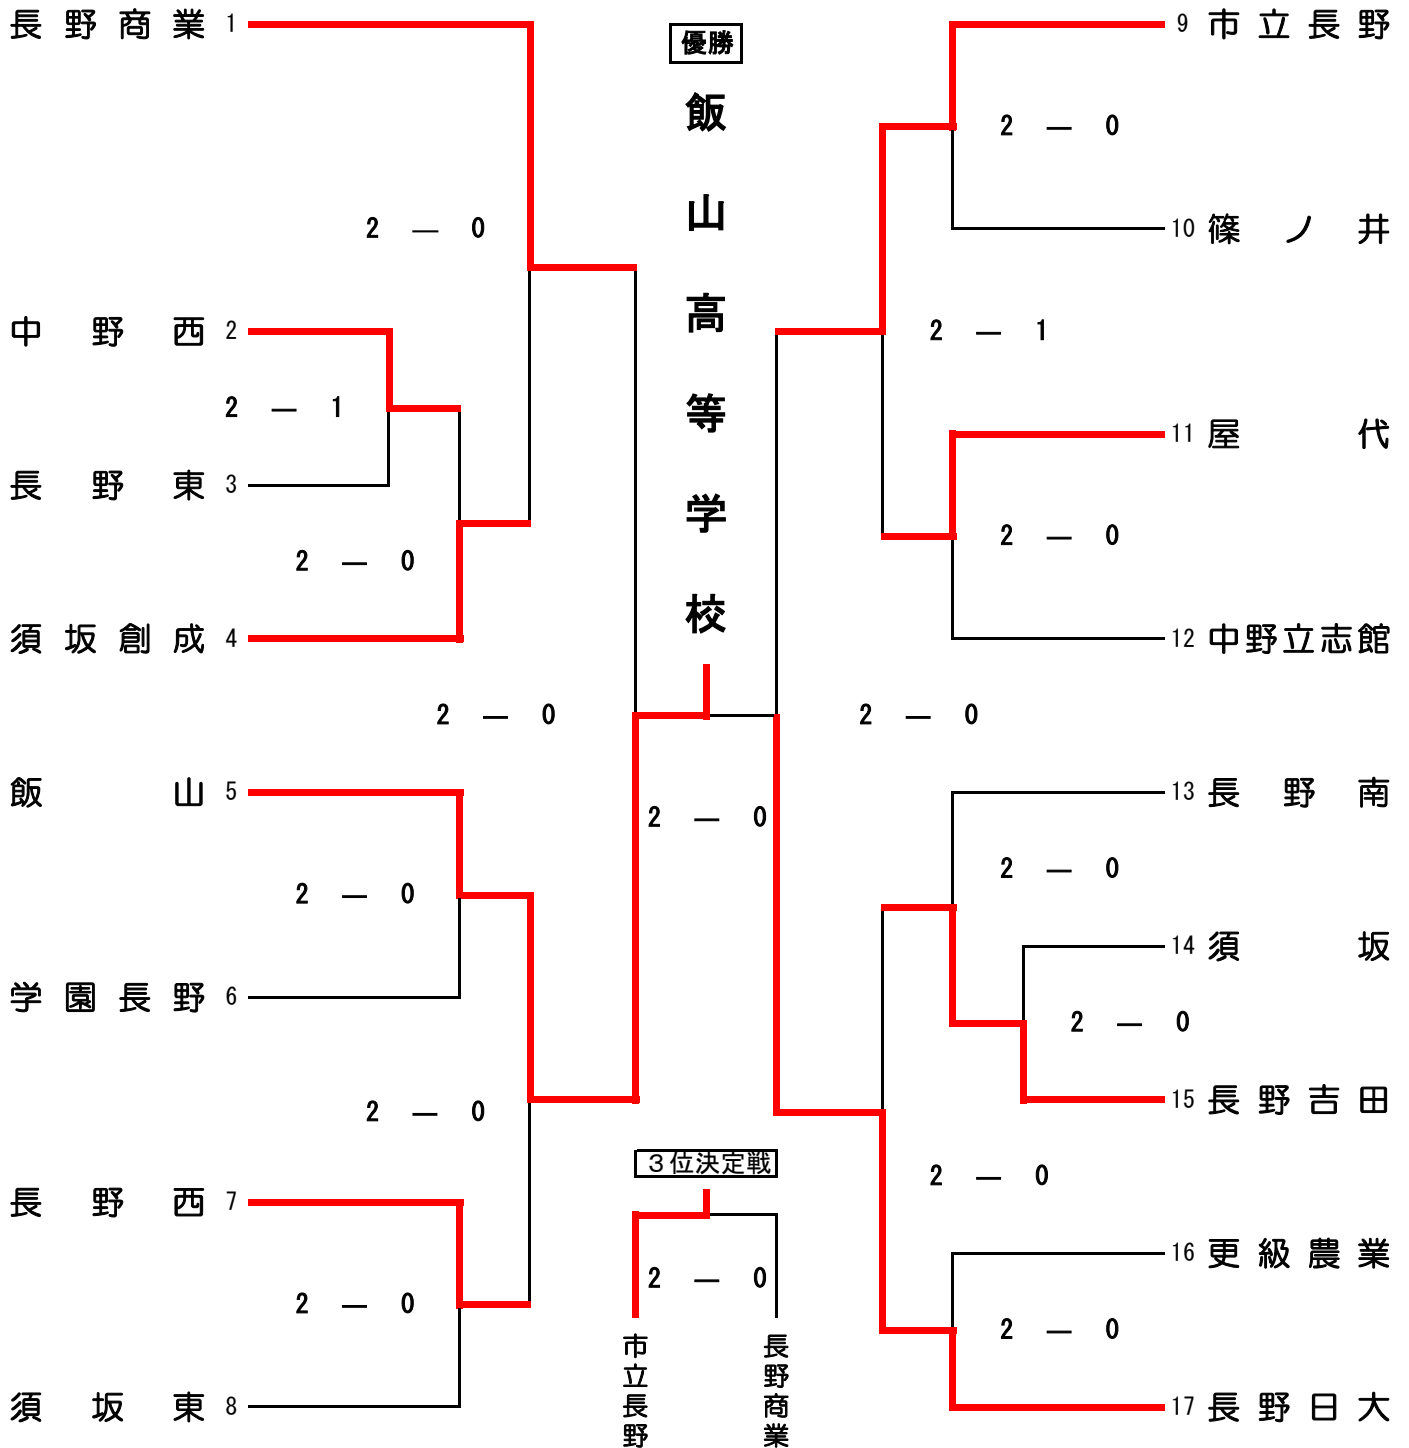 優勝
飯山高等学校
長野商業 1
2 — 0
中野西 2
2 — 1
長野東 3
2 — 0
須坂創成 4
2 — 0
飯山 5
2 — 0
学園長野 6
2 — 0
長野西 7
2 — 0
須坂東 8
9 市立長野
2 — 0
10 篠ノ井
2 — 1
11 屋代
2 — 0
12 中野立志館
2 — 0
13 長野南
2 — 0
14 須坂
2 — 0
15 長野吉田
2 — 0
16 更級農業
2 — 0
17 長野日大
2 — 0
3位決定戦
2 — 0
市立長野
長野商業